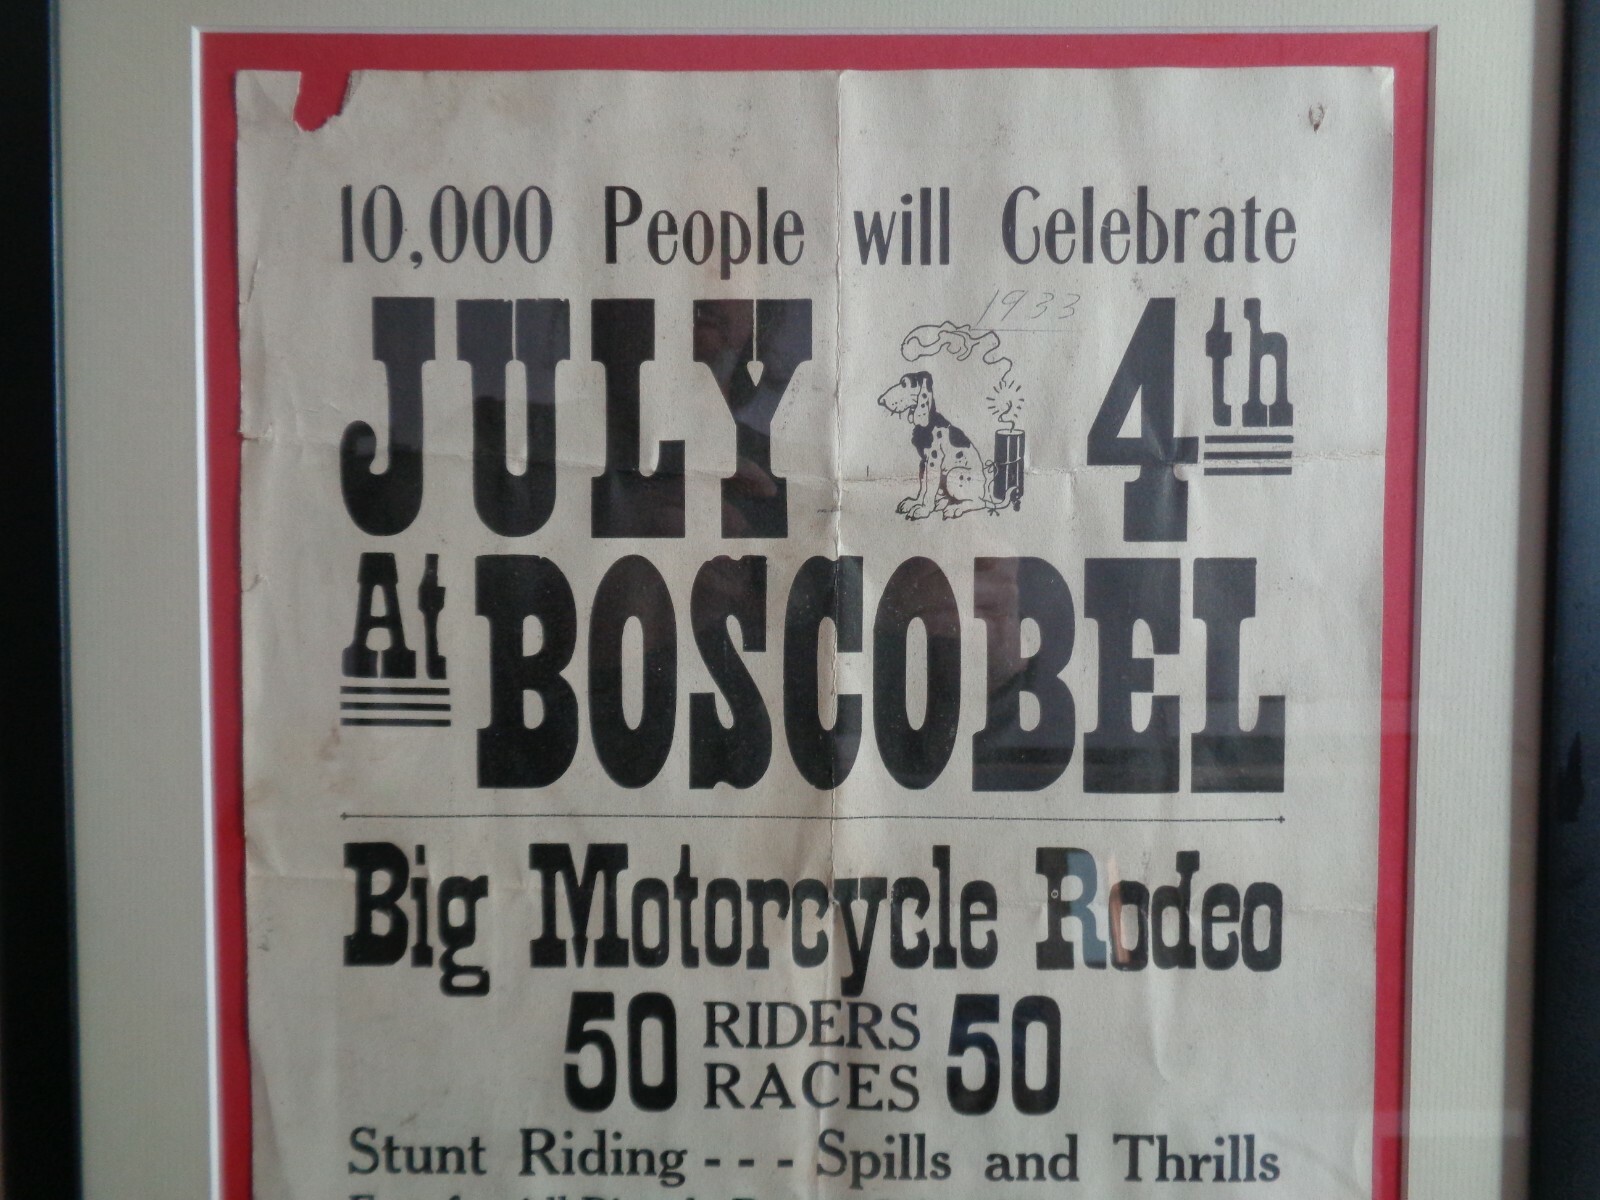 10,000 People will Celebrate
1933
JULY 4th
At BOSCOBEL
Big Motorcycle Rodeo
50 RIDERS 50
RACES
Stunt Riding - - - Spills and Thrills